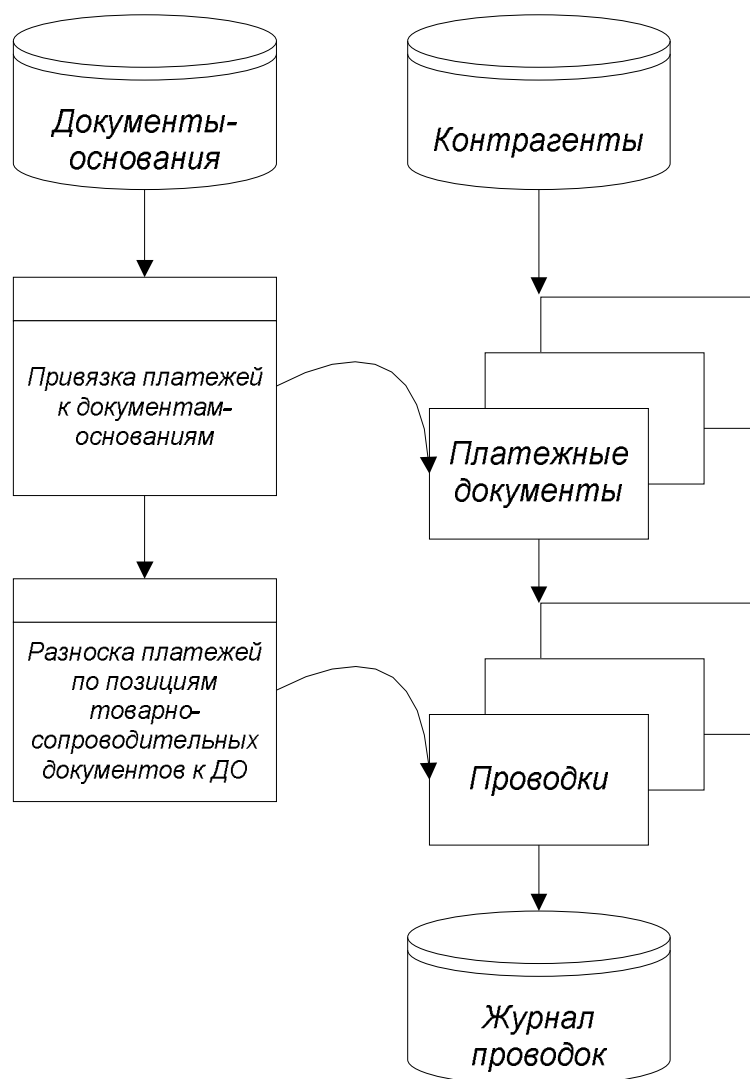 Документы-
основания
Контрагенты
Привязка платежей
к документам-
основаниям
Платежные
документы
Разноска платежей
по позициям
товарно-
сопроводительных
документов к ДО
Проводки
Журнал
проводок